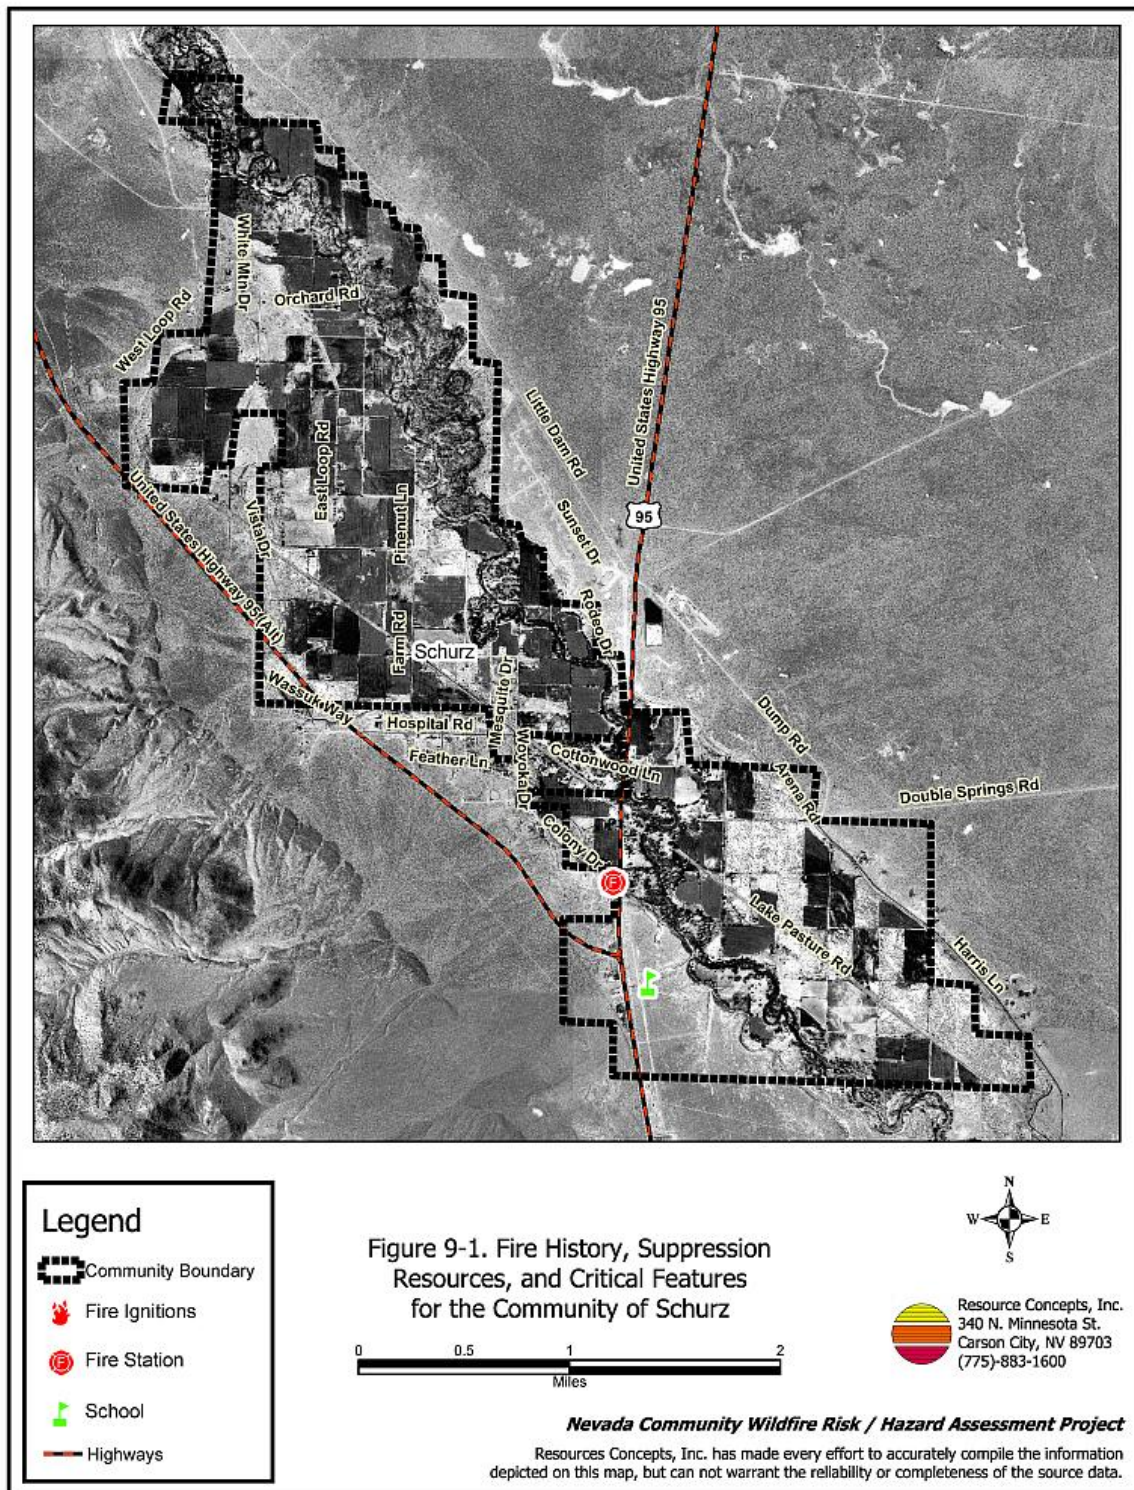 White Mtn Dr
Orchard Rd
West Loop Rd
United States Highway 95
Little Dam Rd
East Loop Rd
Pinenut Ln
Vista Dr
Sunset Dr
95
United States Highway 95 (Alt)
Rodeo Dr
Farm Rd
Schurz
Mesquite Dr
Wassuk Way
Hospital Rd
Dump Rd
Feather Ln
Wovoka Dr
Cottonwood Ln
Arena Rd
Double Springs Rd
Colony Dr
F
Lake Pasture Rd
Harris Ln
Legend
Community Boundary
Fire Ignitions
F
Fire Station
School
Highways
Figure 9-1. Fire History, Suppression
Resources, and Critical Features
for the Community of Schurz
0 0.5 1 2
Miles
N
W E
S
Resource Concepts, Inc.
340 N. Minnesota St.
Carson City, NV 89703
(775)-883-1600
Nevada Community Wildfire Risk / Hazard Assessment Project
Resources Concepts, Inc. has made every effort to accurately compile the information
depicted on this map, but can not warrant the reliability or completeness of the source data.